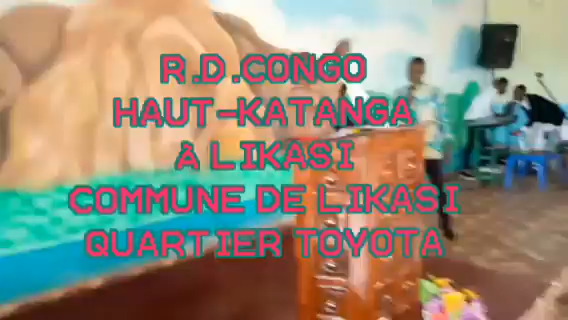 R.D.CONGO
HAUT-KATANGA
À LIKASI
COMMUNE DE LIKASI
QUARTIER TOYOTA